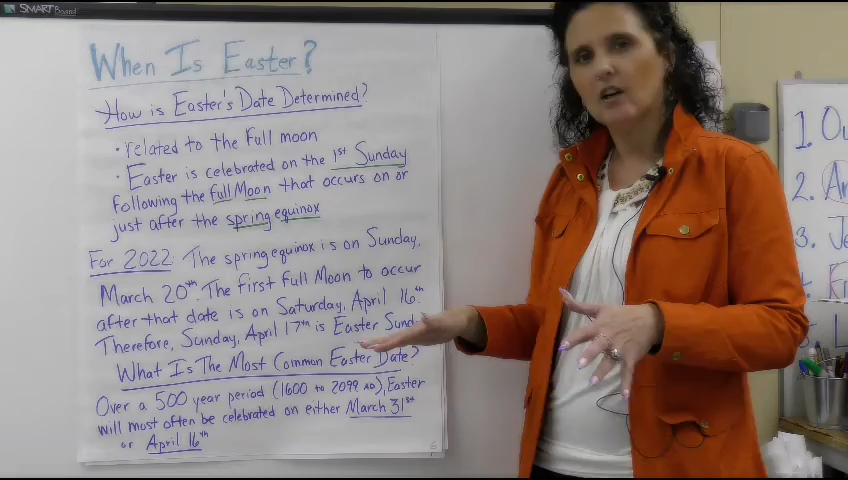 SMART Board
When Is Easter?
How is Easter's Date Determined?
• related to the Full moon
• Easter is celebrated on the 1st Sunday
following the full Moon that occurs on or
just after the spring equinox
For 2022: The spring equinox is on Sunday,
March 20th. The first full Moon to occur
after that date is on Saturday, April 16th
Therefore, Sunday, April 17th is Easter Sund
What Is The Most Common Easter Date?
Over a 500 year period (1600 to 2099 AD), Easter
will most often be celebrated on either March 31st
or April 16th
1. Ou
2. A
3. Je